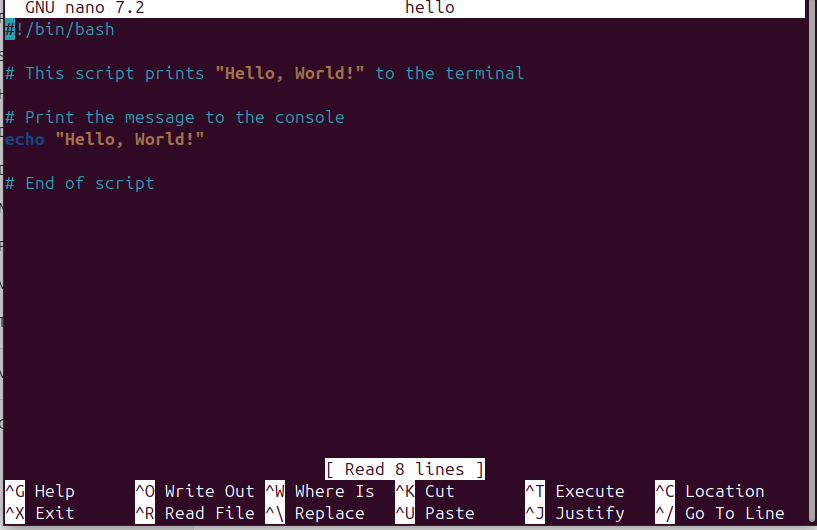 GNU nano 7.2 hello
#!/bin/bash
# This script prints "Hello, World!" to the terminal
# Print the message to the console
echo "Hello, World!"
# End of script
[ Read 8 lines ]
^G Help ^O Write Out ^W Where Is ^K Cut ^T Execute ^C Location
^X Exit ^R Read File ^\ Replace ^U Paste ^J Justify ^/ Go To Line